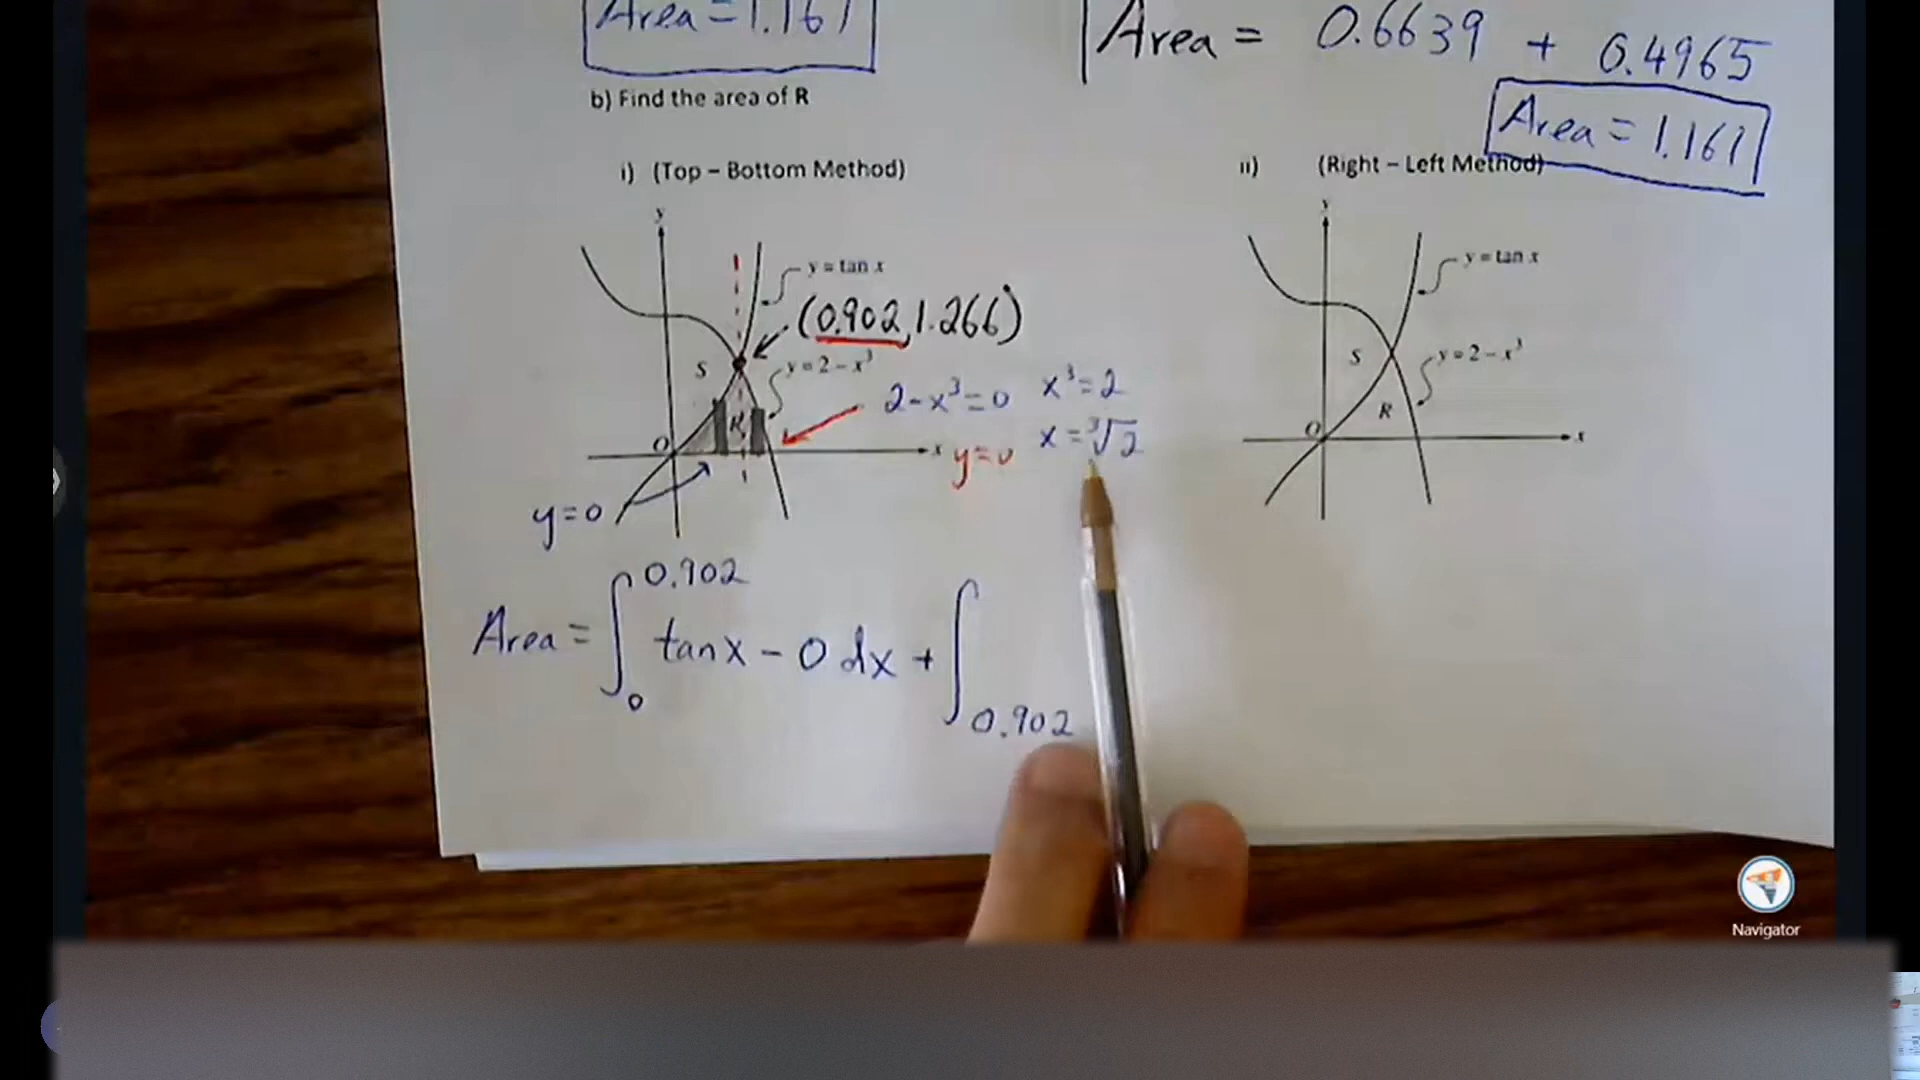 Area = 1.161
Area = 0.6639 + 0.4965
Area = 1.161
b) Find the area of R
i) (Top – Bottom Method)
ii) (Right – Left Method)
y
y = tan x
(0.902, 1.266)
S
y = 2 – x³
R
2 - x³ = 0
x³ = 2
x = ∛2
O
x
y = 0
y = 0
y
y = tan x
S
y = 2 – x³
R
O
x
Area = ∫₀^0.902 tan x - 0 dx + ∫_0.902
Navigator